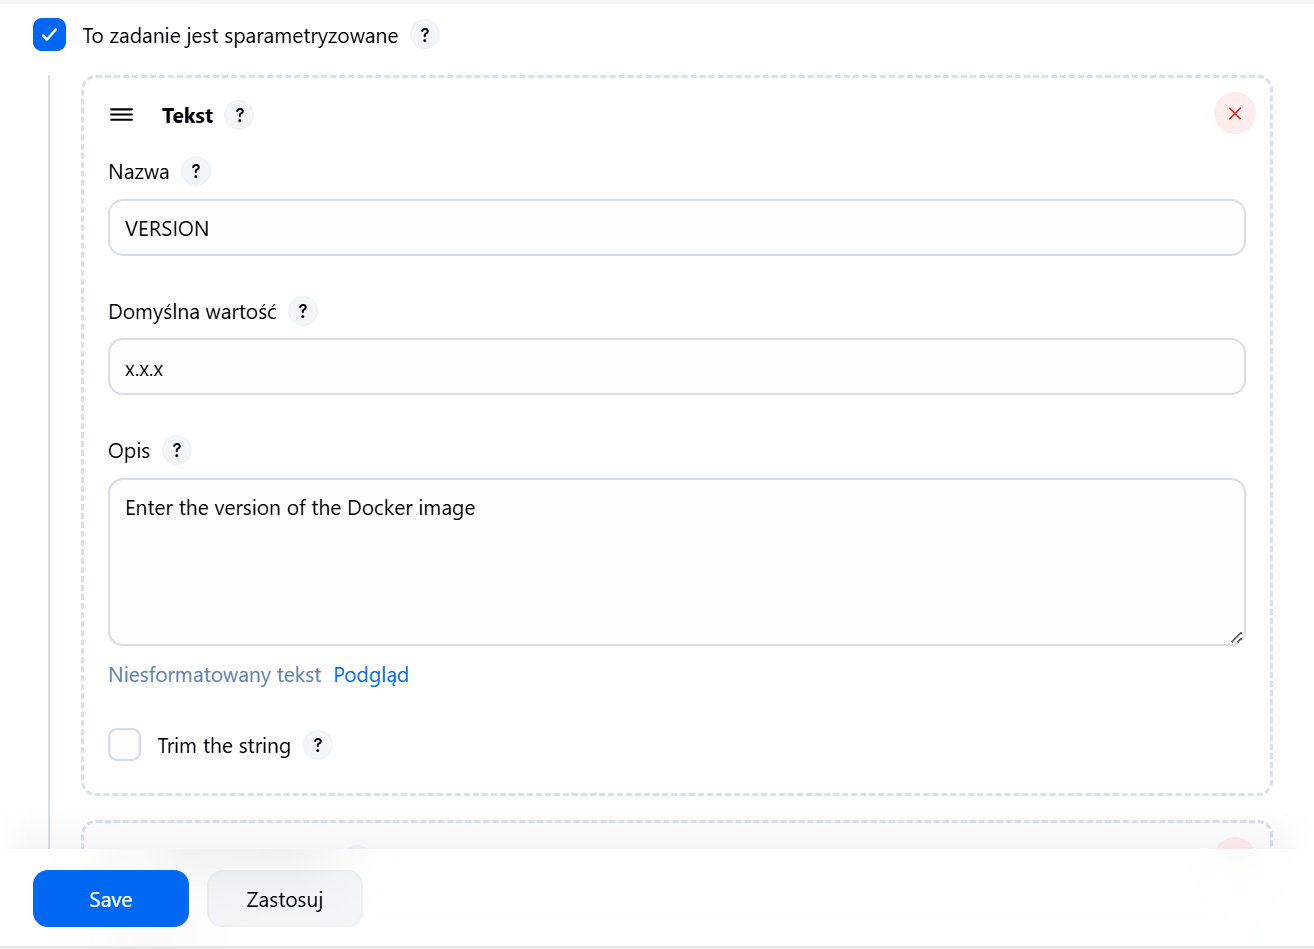 To zadanie jest sparametryzowane ?
Tekst ?
Nazwa ?
VERSION
Domyślna wartość ?
x.x.x
Opis ?
Enter the version of the Docker image
Niesformatowany tekst Podgląd
Trim the string ?
Save Zastosuj